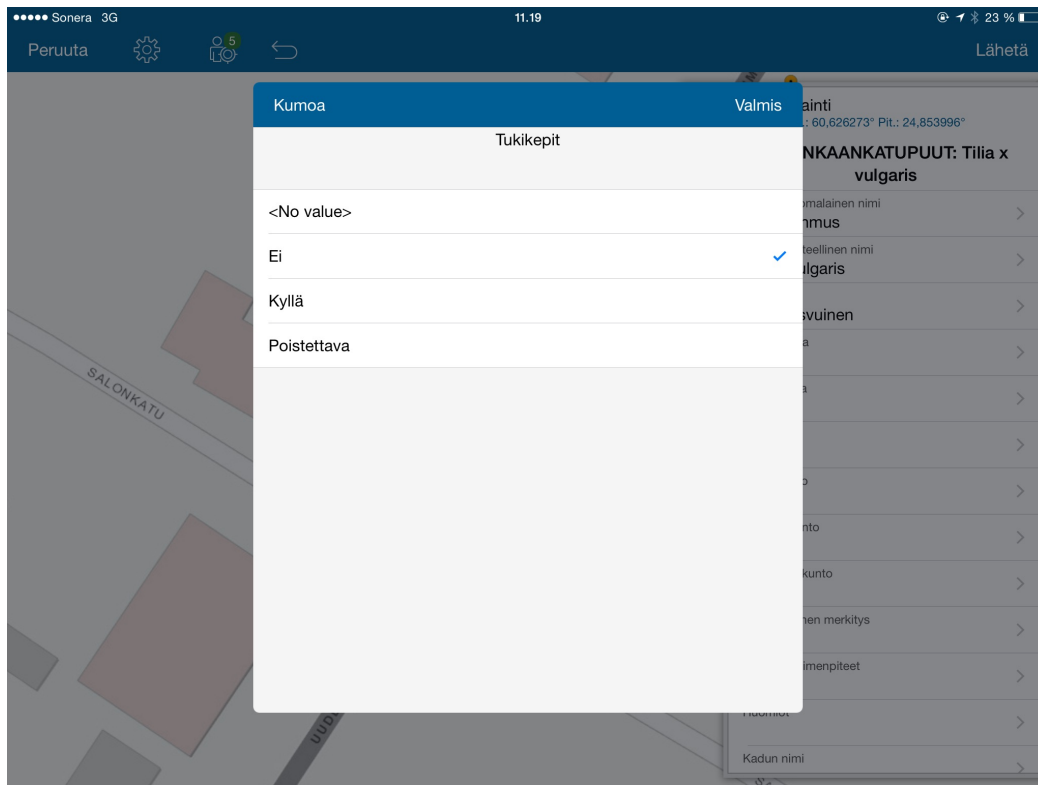 Sonera 3G
11.19
23 %
Peruuta
5
Lähetä
Kumoa
Valmis
Tukikepit
<No value>
Ei
Kyllä
Poistettava
ainti
.: 60,626273° Pit.: 24,853996°
NKAANKATUPUUT: Tilia x
vulgaris
omalainen nimi
nmus
teellinen nimi
ulgaris
svuinen
a
a
o
nto
kunto
nen merkitys
imenpiteet
Huomiot
Kadun nimi
SALONKATU
UUDE